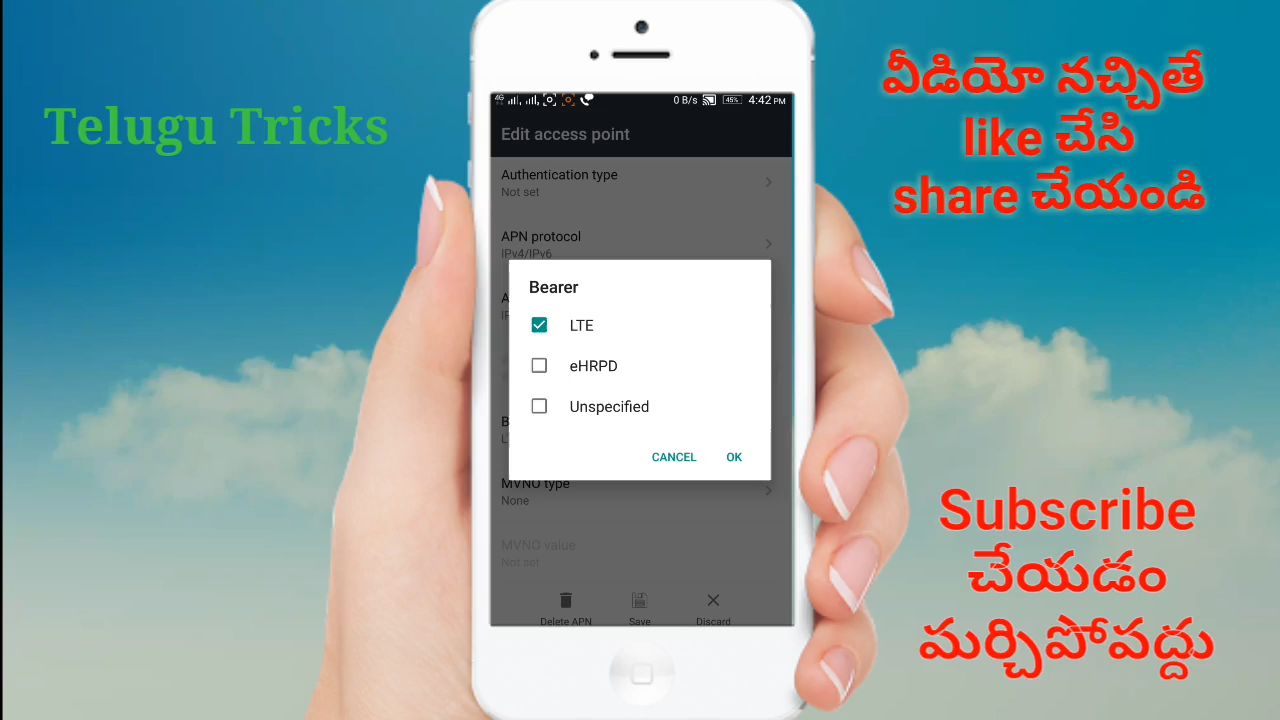 Telugu Tricks
వీడియో నచ్చితే
like చేసి
share చేయండి
4G
0 B/s
45%
4:42 PM
Edit access point
Authentication type
Not set
APN protocol
IPv4/IPv6
Bearer
LTE
eHRPD
Unspecified
CANCEL OK
MVNO type
None
MVNO value
Not set
Delete APN Save Discard
Subscribe
చేయడం
మర్చిపోవద్దు